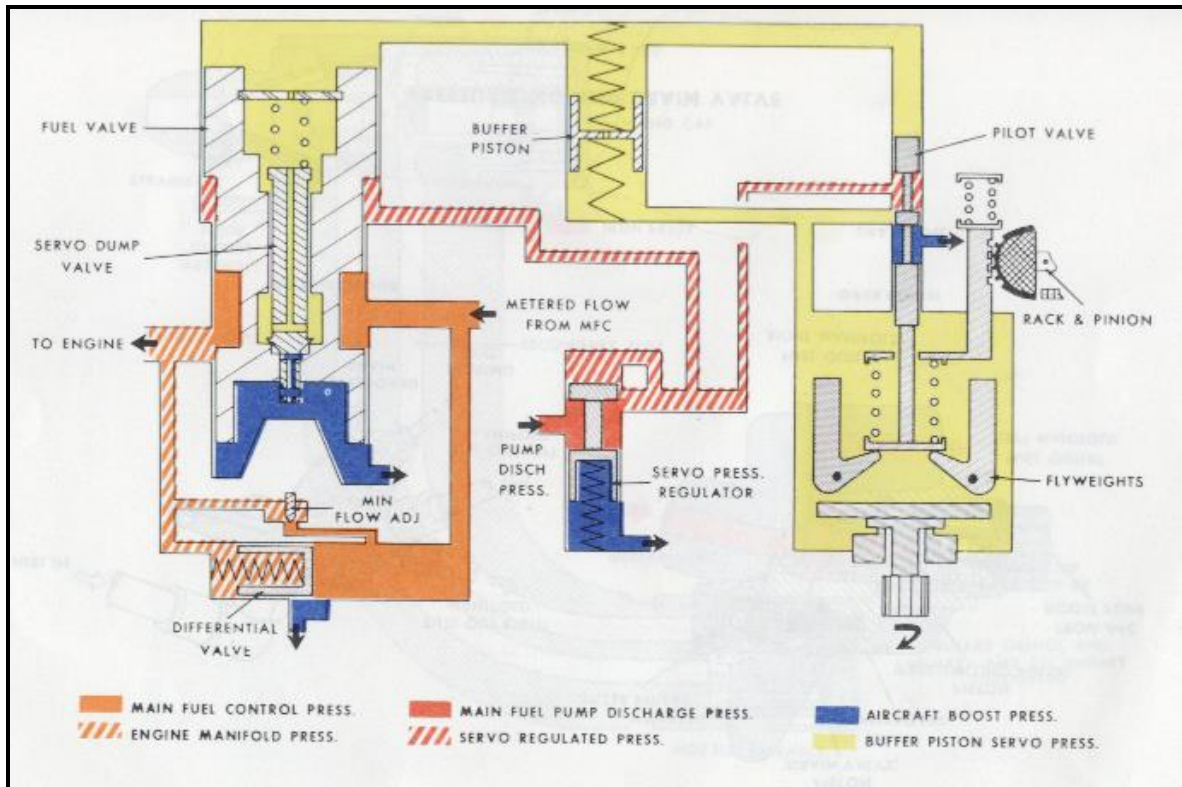 FUEL VALVE
BUFFER
PISTON
PILOT VALVE
SERVO DUMP
VALVE
METERED FLOW
FROM MFC
TO ENGINE
RACK & PINION
PUMP
DISCH
PRESS.
SERVO PRESS.
REGULATOR
FLYWEIGHTS
MIN
FLOW ADJ
DIFFERENTIAL
VALVE
MAIN FUEL CONTROL PRESS.
MAIN FUEL PUMP DISCHARGE PRESS.
AIRCRAFT BOOST PRESS.
ENGINE MANIFOLD PRESS.
SERVO REGULATED PRESS.
BUFFER PISTON SERVO PRESS.